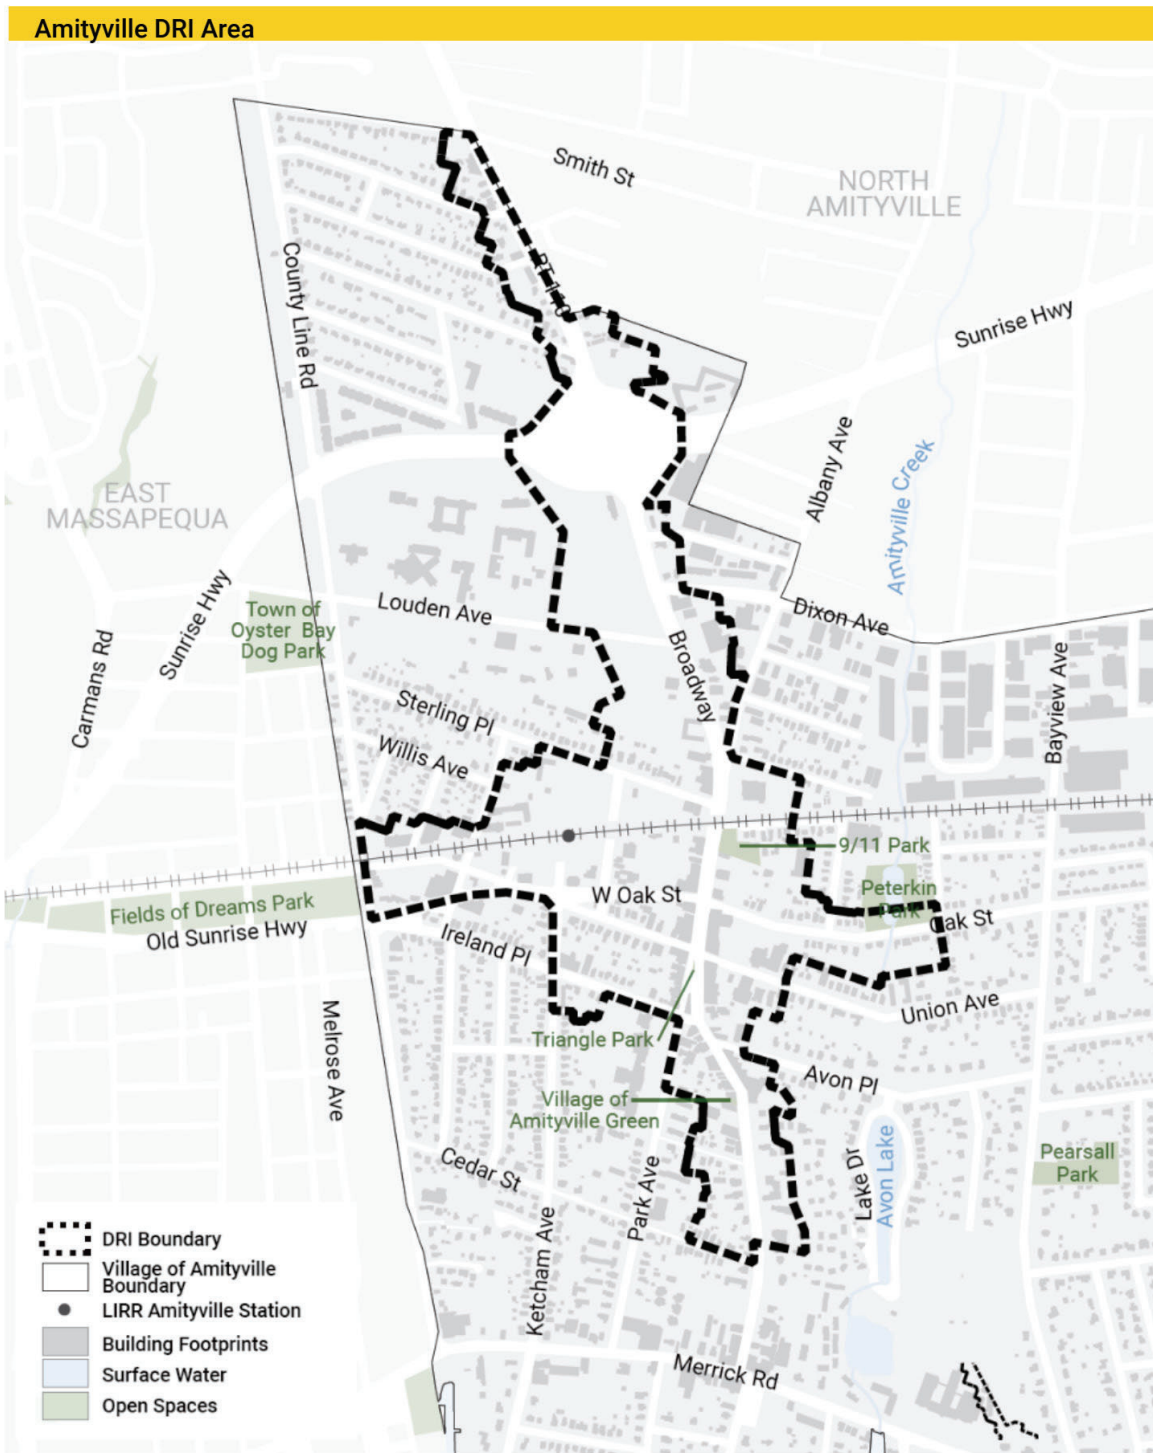 Amityville DRI Area
Smith St
NORTH
AMITYVILLE
RT 110
County Line Rd
Sunrise Hwy
Albany Ave
Amityville Creek
EAST
MASSAPEQUA
Sunrise Hwy
Town of
Oyster Bay
Dog Park
Louden Ave
Dixon Ave
Carmans Rd
Broadway
Bayview Ave
Sterling Pl
Willis Ave
9/11 Park
Peterkin
Park
W Oak St
Oak St
Fields of Dreams Park
Old Sunrise Hwy
Ireland Pl
Union Ave
Melrose Ave
Triangle Park
Avon Pl
Village of
Amityville Green
Cedar St
Park Ave
Lake Dr
Avon Lake
Pearsall
Park
Ketcham Ave
Merrick Rd
DRI Boundary
Village of Amityville
Boundary
LIRR Amityville Station
Building Footprints
Surface Water
Open Spaces